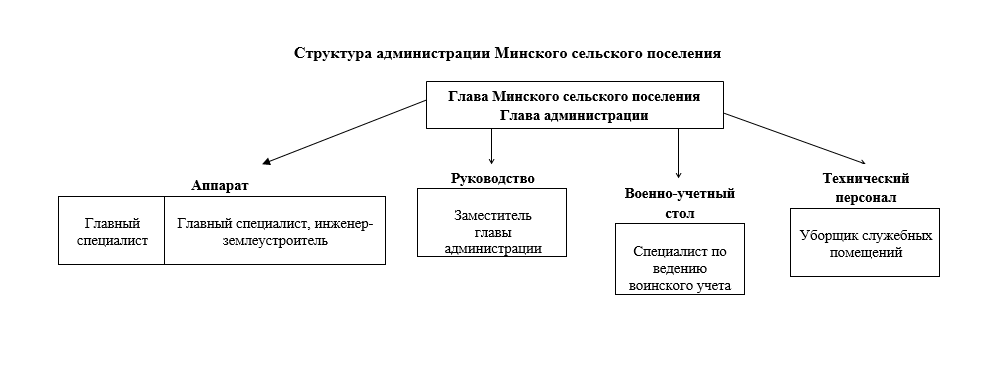 Структура администрации Минского сельского поселения
Глава Минского сельского поселения
Глава администрации
Аппарат
Главный
специалист
Главный специалист, инженер-
землеустроитель
Руководство
Заместитель
главы
администрации
Военно-учетный
стол
Специалист по
ведению
воинского учета
Технический
персонал
Уборщик служебных
помещений